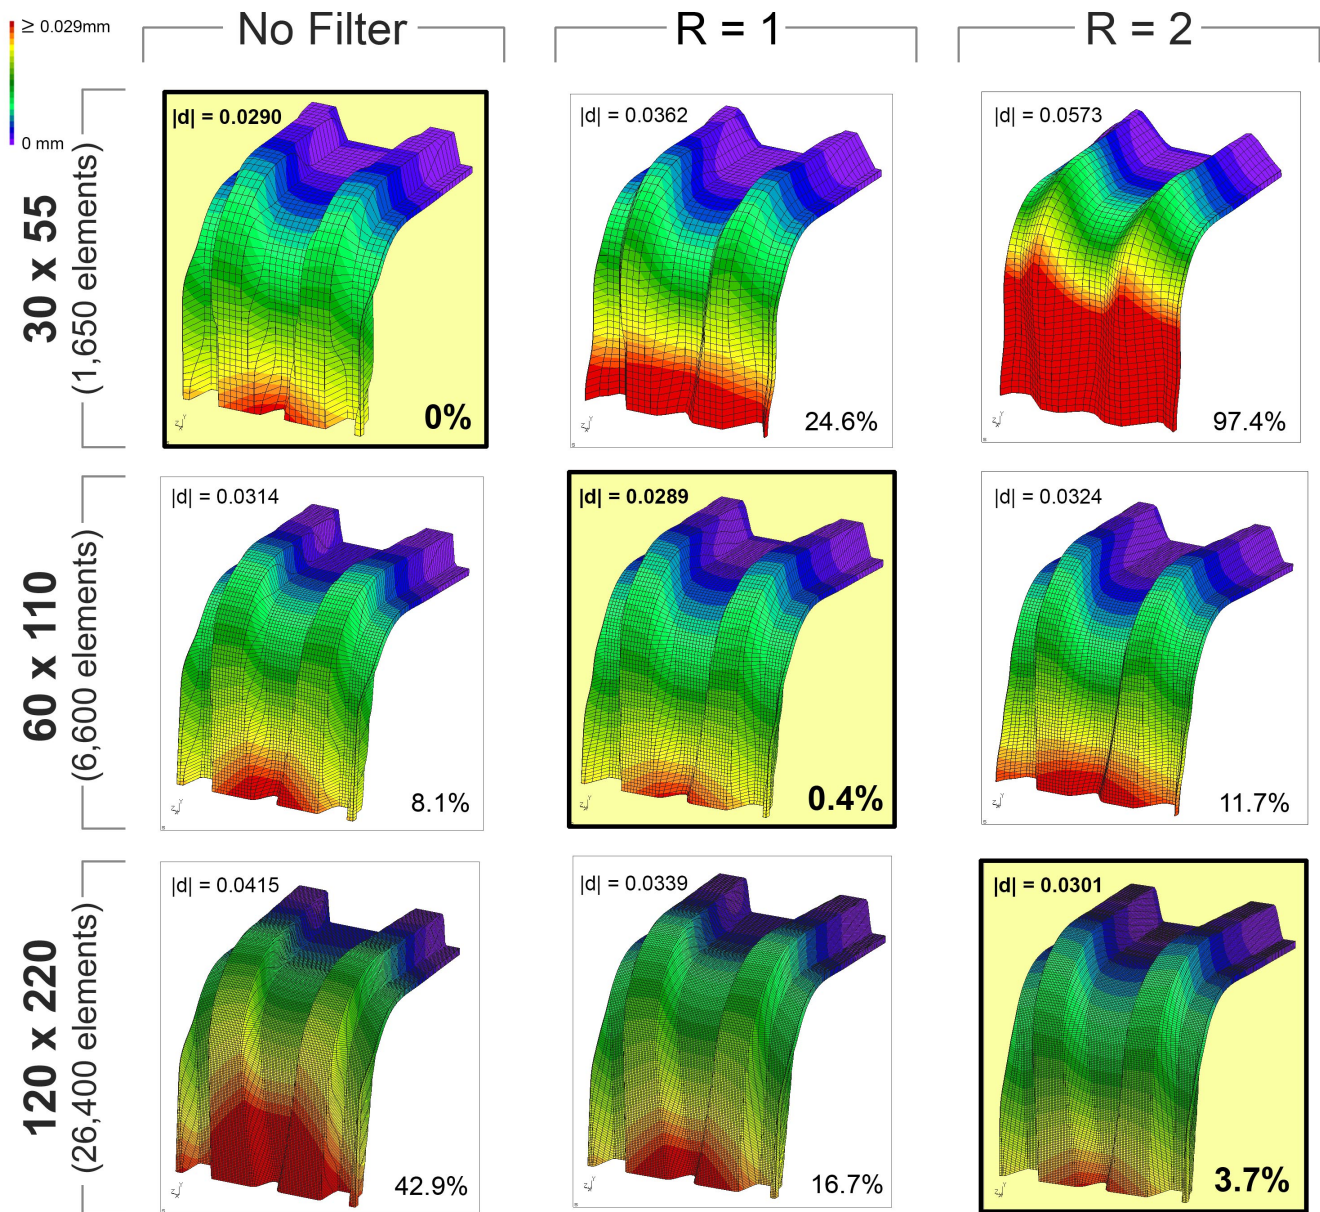 No Filter
R = 1
R = 2
≥ 0.029mm
0 mm
30 x 55
(1,650 elements)
|d| = 0.0290
0%
|d| = 0.0362
24.6%
|d| = 0.0573
97.4%
60 x 110
(6,600 elements)
|d| = 0.0314
8.1%
|d| = 0.0289
0.4%
|d| = 0.0324
11.7%
120 x 220
(26,400 elements)
|d| = 0.0415
42.9%
|d| = 0.0339
16.7%
|d| = 0.0301
3.7%